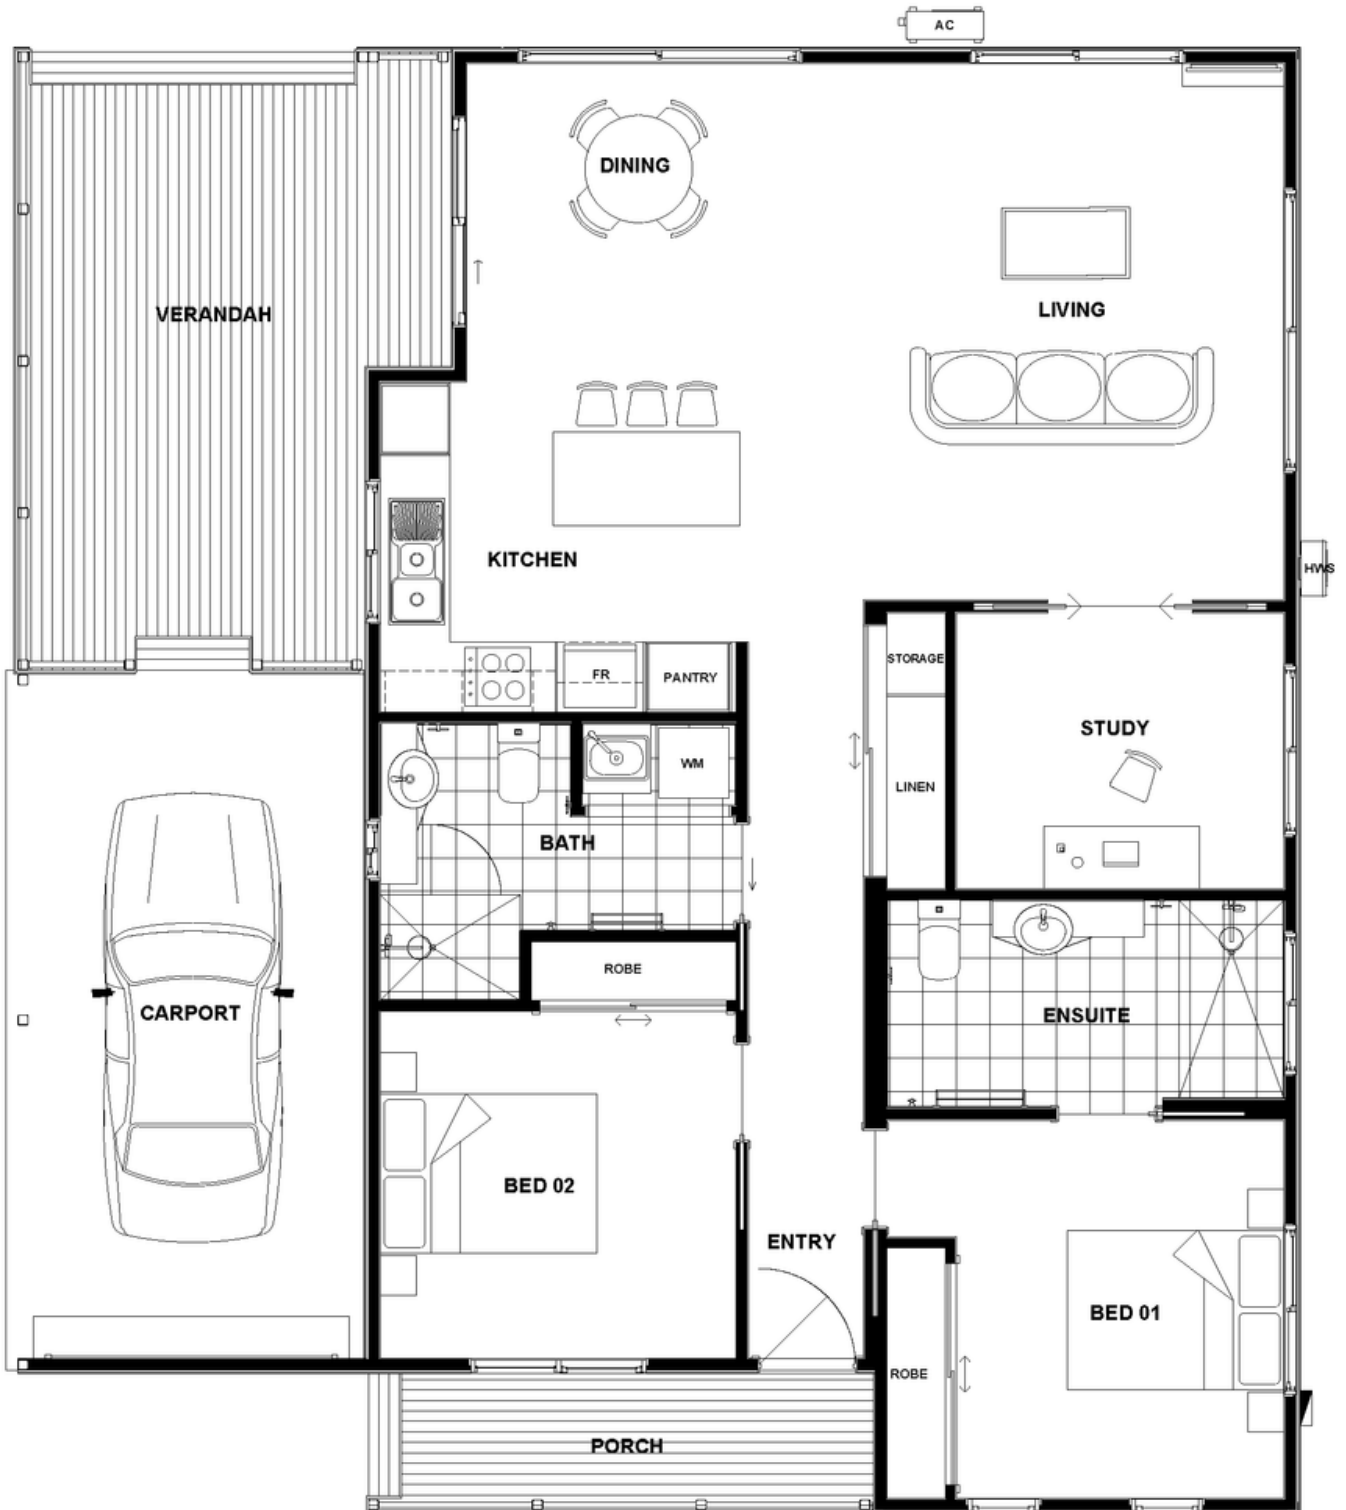 AC
DINING
VERANDAH
LIVING
KITCHEN
HWS
STORAGE
FR
PANTRY
STUDY
WM
LINEN
BATH
ROBE
CARPORT
ENSUITE
BED 02
ENTRY
BED 01
ROBE
PORCH